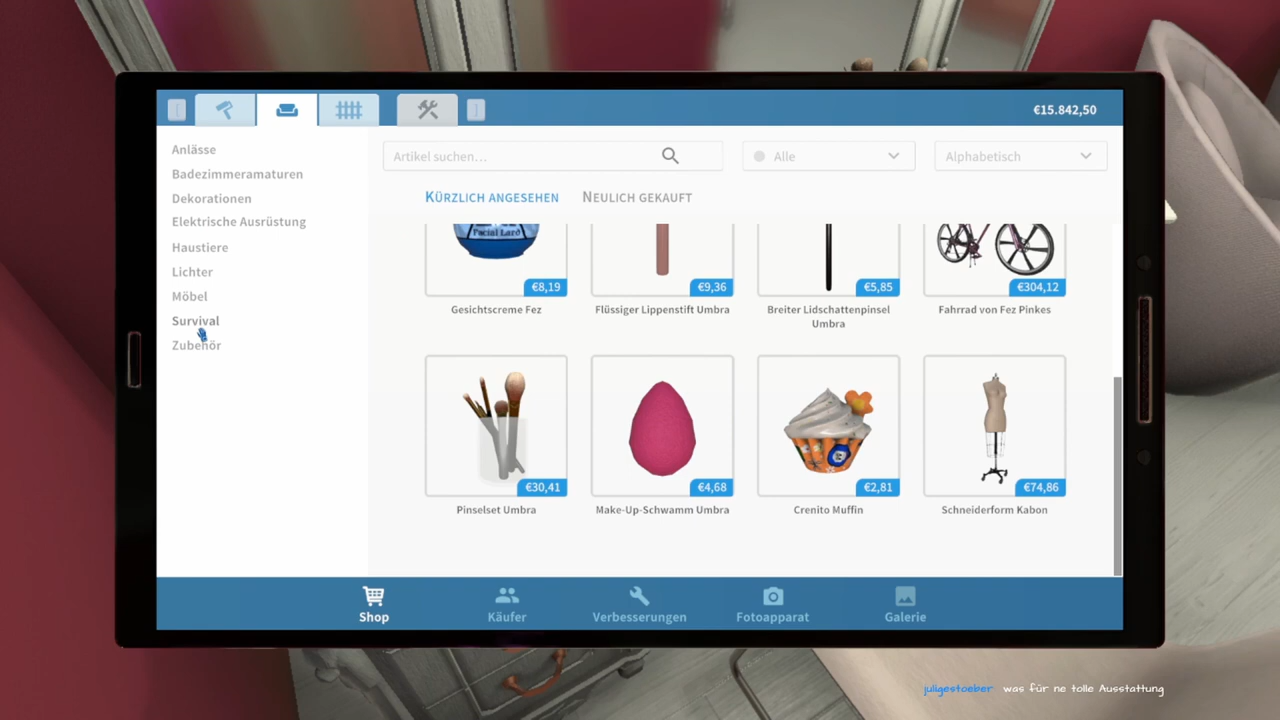 €15.842,50
Anlässe
Badezimmeramaturen
Dekorationen
Elektrische Ausrüstung
Haustiere
Lichter
Möbel
Survival
Zubehör
Artikel suchen...
Alle
Alphabetisch
KÜRZLICH ANGESEHEN
NEULICH GEKAUFT
Facial Lard
€8,19
€9,36
€5,85
€304,12
Gesichtscreme Fez
Flüssiger Lippenstift Umbra
Breiter Lidschattenpinsel
Umbra
Fahrrad von Fez Pinkes
€30,41
€4,68
€2,81
€74,86
Pinselset Umbra
Make-Up-Schwamm Umbra
Crenito Muffin
Schneiderform Kabon
Shop
Käufer
Verbesserungen
Fotoapparat
Galerie
juligestoeber was für ne tolle Ausstattung